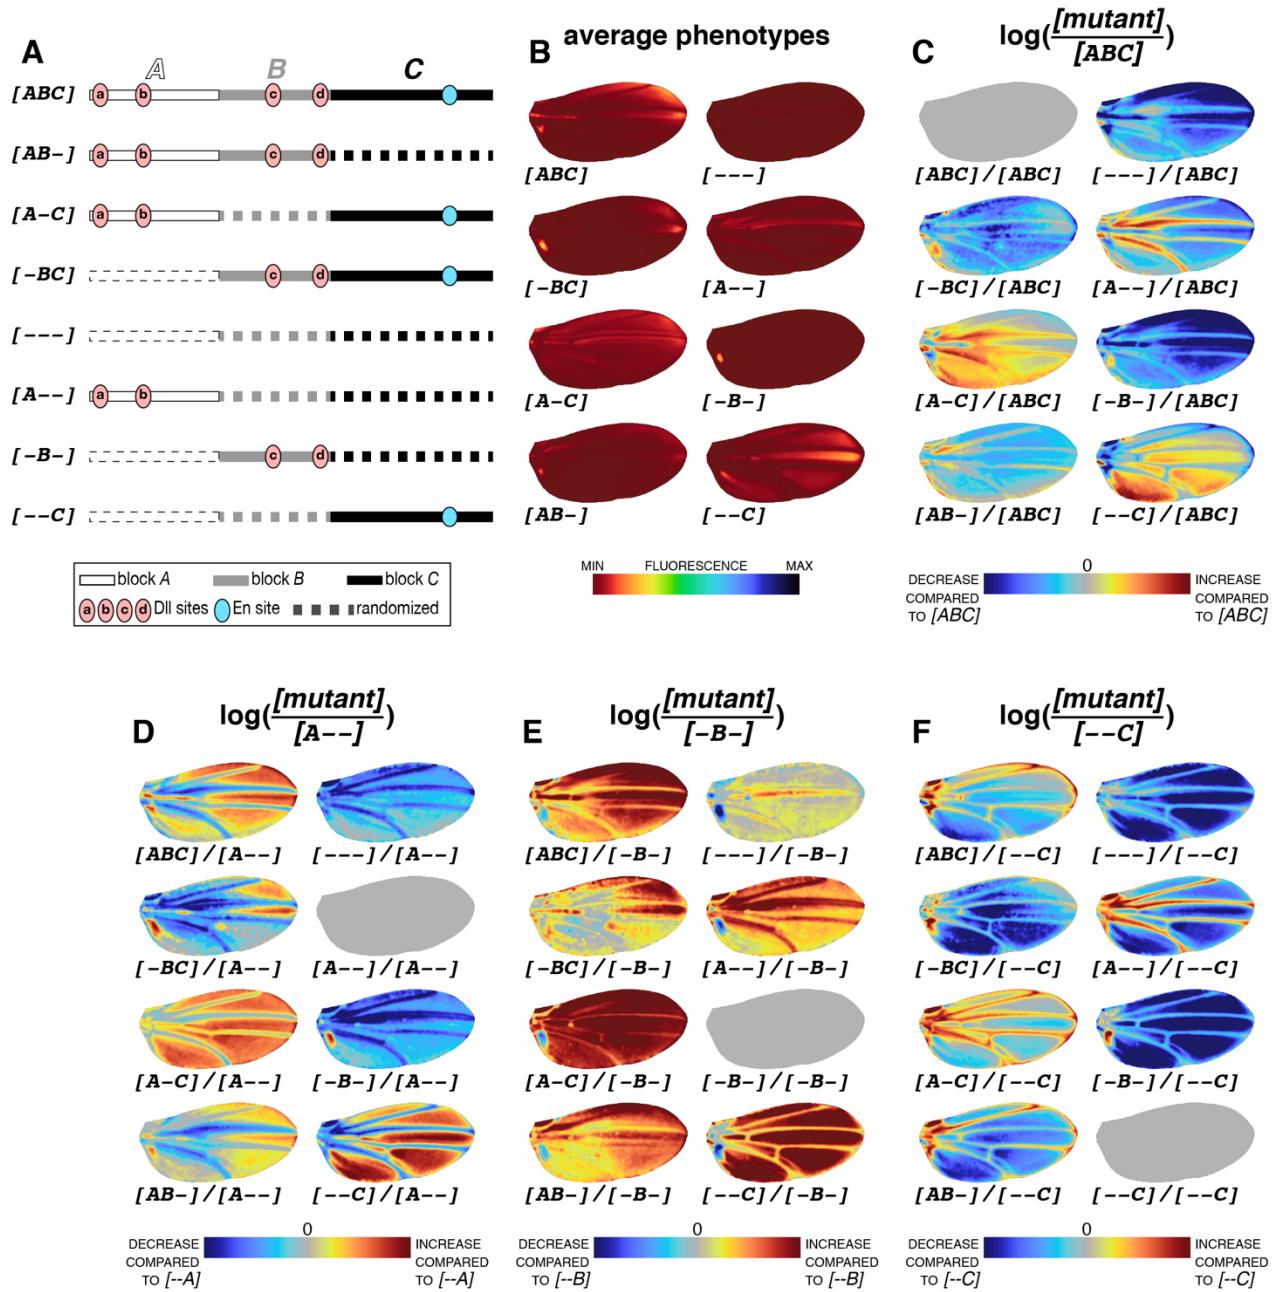 A
A B C
[ABC] a b c d
[AB-] a b c d
[A-C] a b
[-BC] c d
[---]
[A--] a b
[-B-] c d
[--C]
block A block B block C
a b c d Dll sites En site randomized
B average phenotypes
[ABC] [---]
[-BC] [A--]
[A-C] [-B-]
[AB-] [--C]
MIN FLUORESCENCE MAX
C log([mutant]/[ABC])
[ABC]/[ABC] [---]/[ABC]
[-BC]/[ABC] [A--]/[ABC]
[A-C]/[ABC] [-B-]/[ABC]
[AB-]/[ABC] [--C]/[ABC]
0
DECREASE INCREASE
COMPARED COMPARED
TO [ABC] TO [ABC]
D log([mutant]/[A--])
[ABC]/[A--] [---]/[A--]
[-BC]/[A--] [A--]/[A--]
[A-C]/[A--] [-B-]/[A--]
[AB-]/[A--] [--C]/[A--]
0
DECREASE INCREASE
COMPARED COMPARED
TO [--A] TO [--A]
E log([mutant]/[-B-])
[ABC]/[-B-] [---]/[-B-]
[-BC]/[-B-] [A--]/[-B-]
[A-C]/[-B-] [-B-]/[-B-]
[AB-]/[-B-] [--C]/[-B-]
0
DECREASE INCREASE
COMPARED COMPARED
TO [--B] TO [--B]
F log([mutant]/[--C])
[ABC]/[--C] [---]/[--C]
[-BC]/[--C] [A--]/[--C]
[A-C]/[--C] [-B-]/[--C]
[AB-]/[--C] [--C]/[--C]
0
DECREASE INCREASE
COMPARED COMPARED
TO [--C] TO [--C]